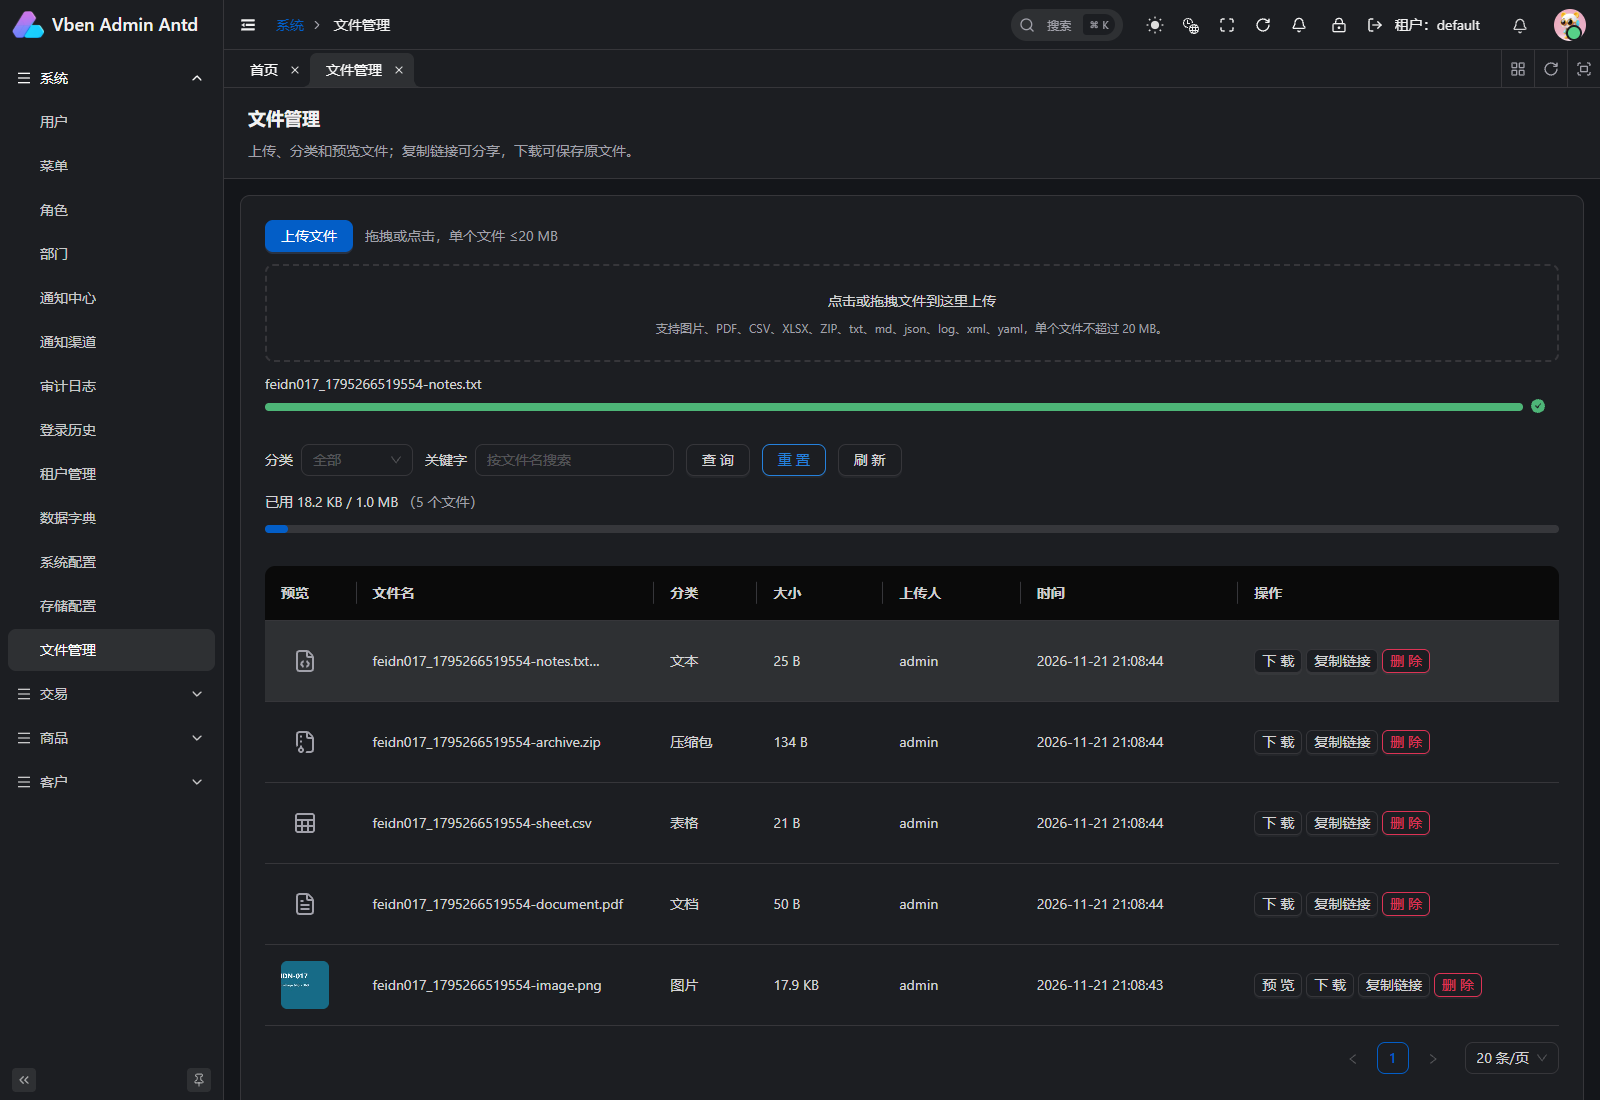 Vben Admin Antd
系统 > 文件管理
搜索 ⌘ K
租户：default
首页
文件管理
系统
用户
菜单
角色
部门
通知中心
通知渠道
审计日志
登录历史
租户管理
数据字典
系统配置
存储配置
文件管理
交易
商品
客户
文件管理
上传、分类和预览文件；复制链接可分享，下载可保存原文件。
上传文件 拖拽或点击，单个文件 ≤20 MB
点击或拖拽文件到这里上传
支持图片、PDF、CSV、XLSX、ZIP、txt、md、json、log、xml、yaml，单个文件不超过 20 MB。
feidn017_1795266519554-notes.txt
分类 全部 关键字 按文件名搜索 查 询 重 置 刷 新
已用 18.2 KB / 1.0 MB （5 个文件）
预览 文件名 分类 大小 上传人 时间 操作
feidn017_1795266519554-notes.txt... 文本 25 B admin 2026-11-21 21:08:44 下 载 复制链接 删 除
feidn017_1795266519554-archive.zip 压缩包 134 B admin 2026-11-21 21:08:44 下 载 复制链接 删 除
feidn017_1795266519554-sheet.csv 表格 21 B admin 2026-11-21 21:08:44 下 载 复制链接 删 除
feidn017_1795266519554-document.pdf 文档 50 B admin 2026-11-21 21:08:44 下 载 复制链接 删 除
IDN-017
feidn017_1795266519554-image.png 图片 17.9 KB admin 2026-11-21 21:08:43 预 览 下 载 复制链接 删 除
1
20 条/页